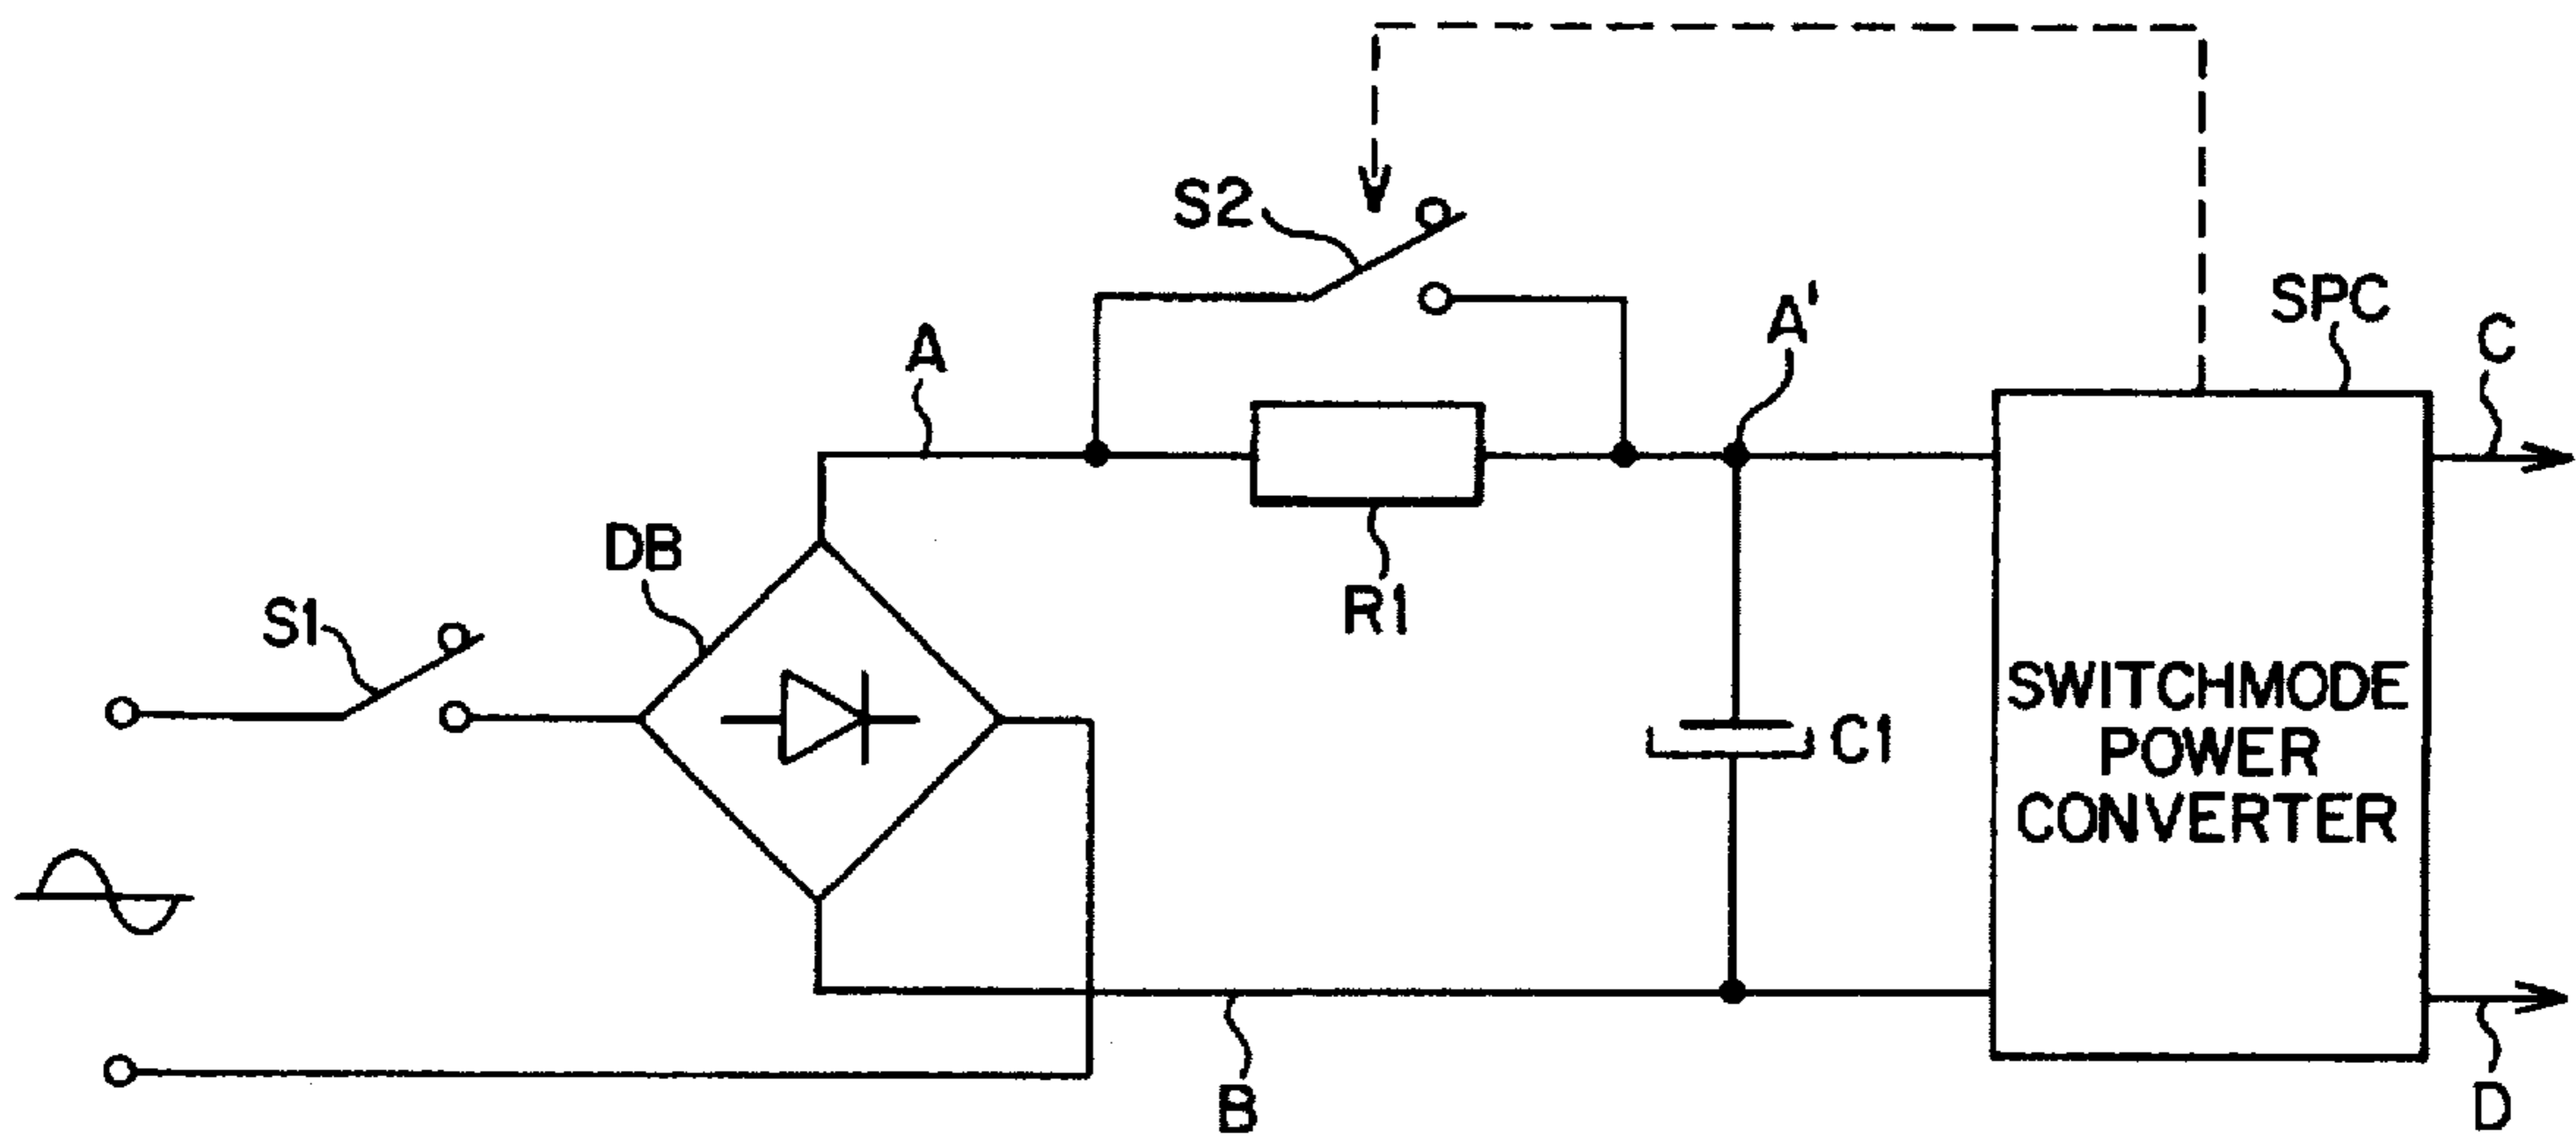 S2
SPC
A
A'
C
DB
R1
S1
SWITCHMODE
POWER
CONVERTER
C1
B
D